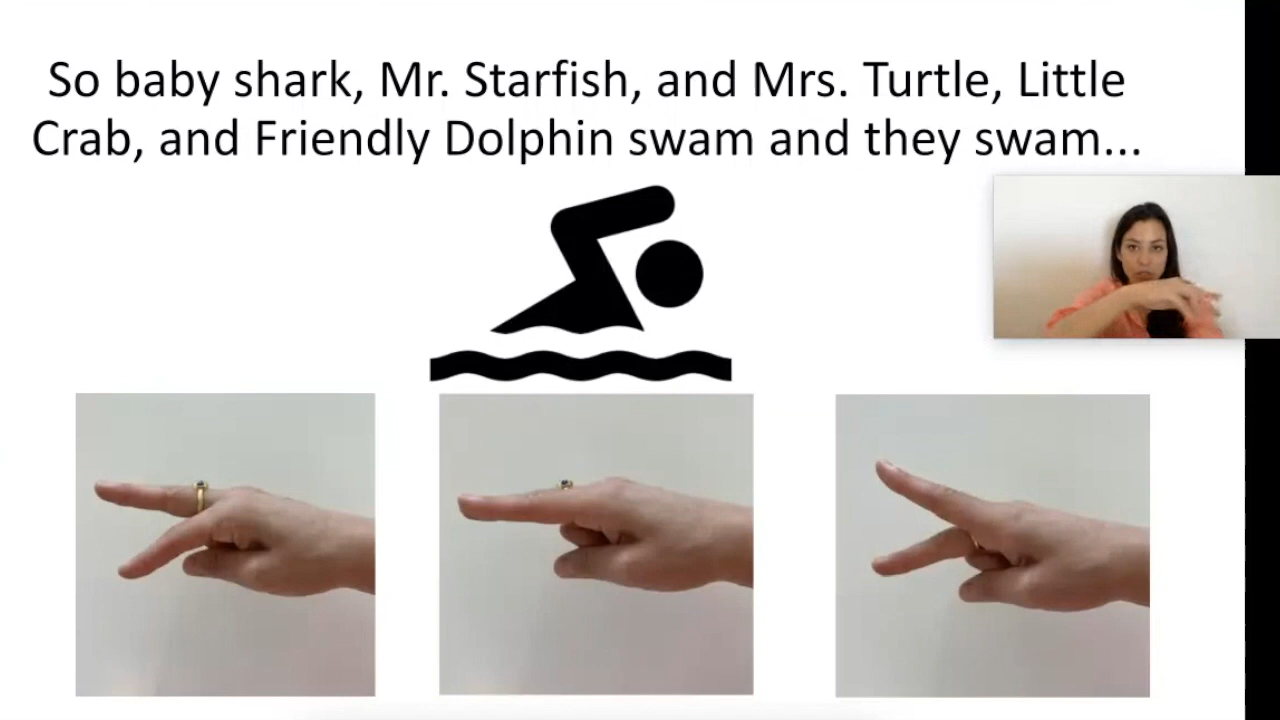 So baby shark, Mr. Starfish, and Mrs. Turtle, Little
Crab, and Friendly Dolphin swam and they swam...